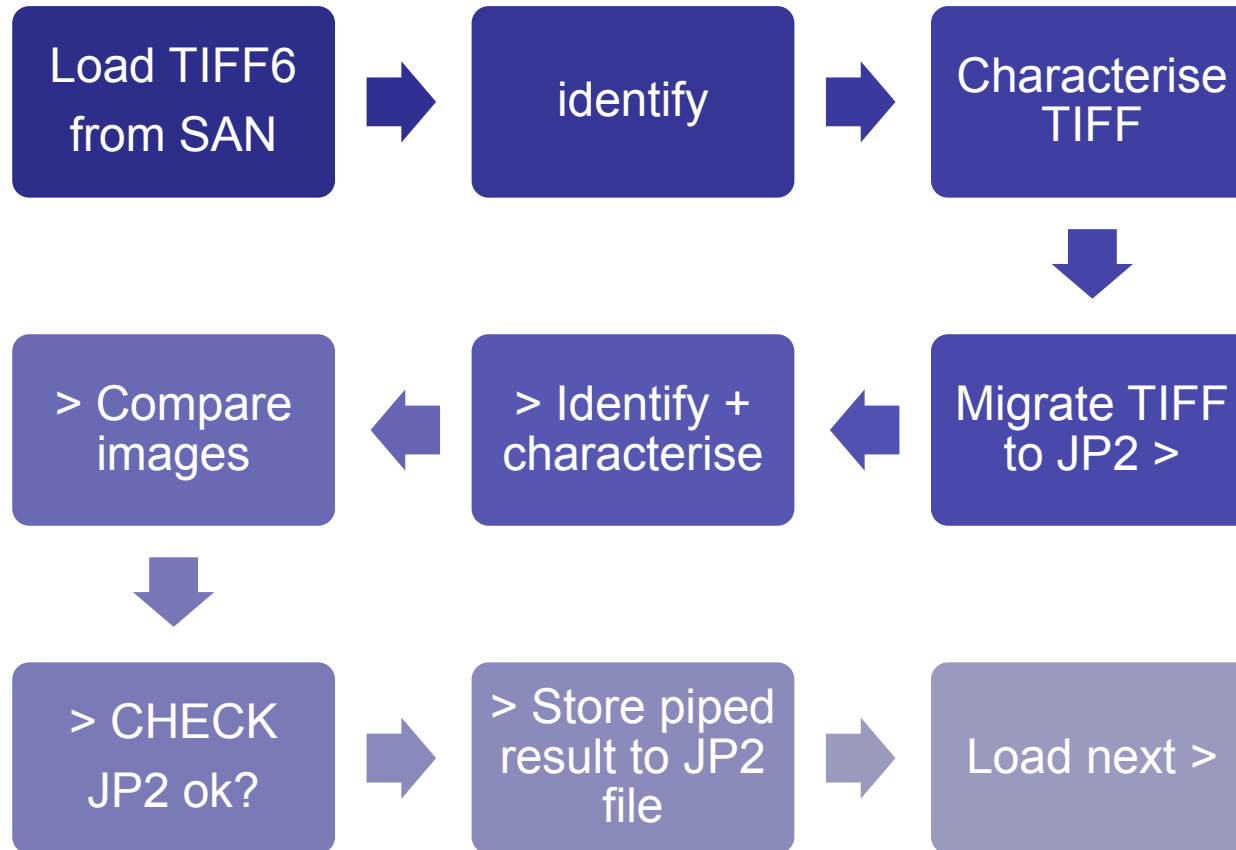 Load TIFF6
from SAN
identify
Characterise
TIFF
Migrate TIFF
to JP2 >
> Identify +
characterise
> Compare
images
> CHECK
JP2 ok?
> Store piped
result to JP2
file
Load next >